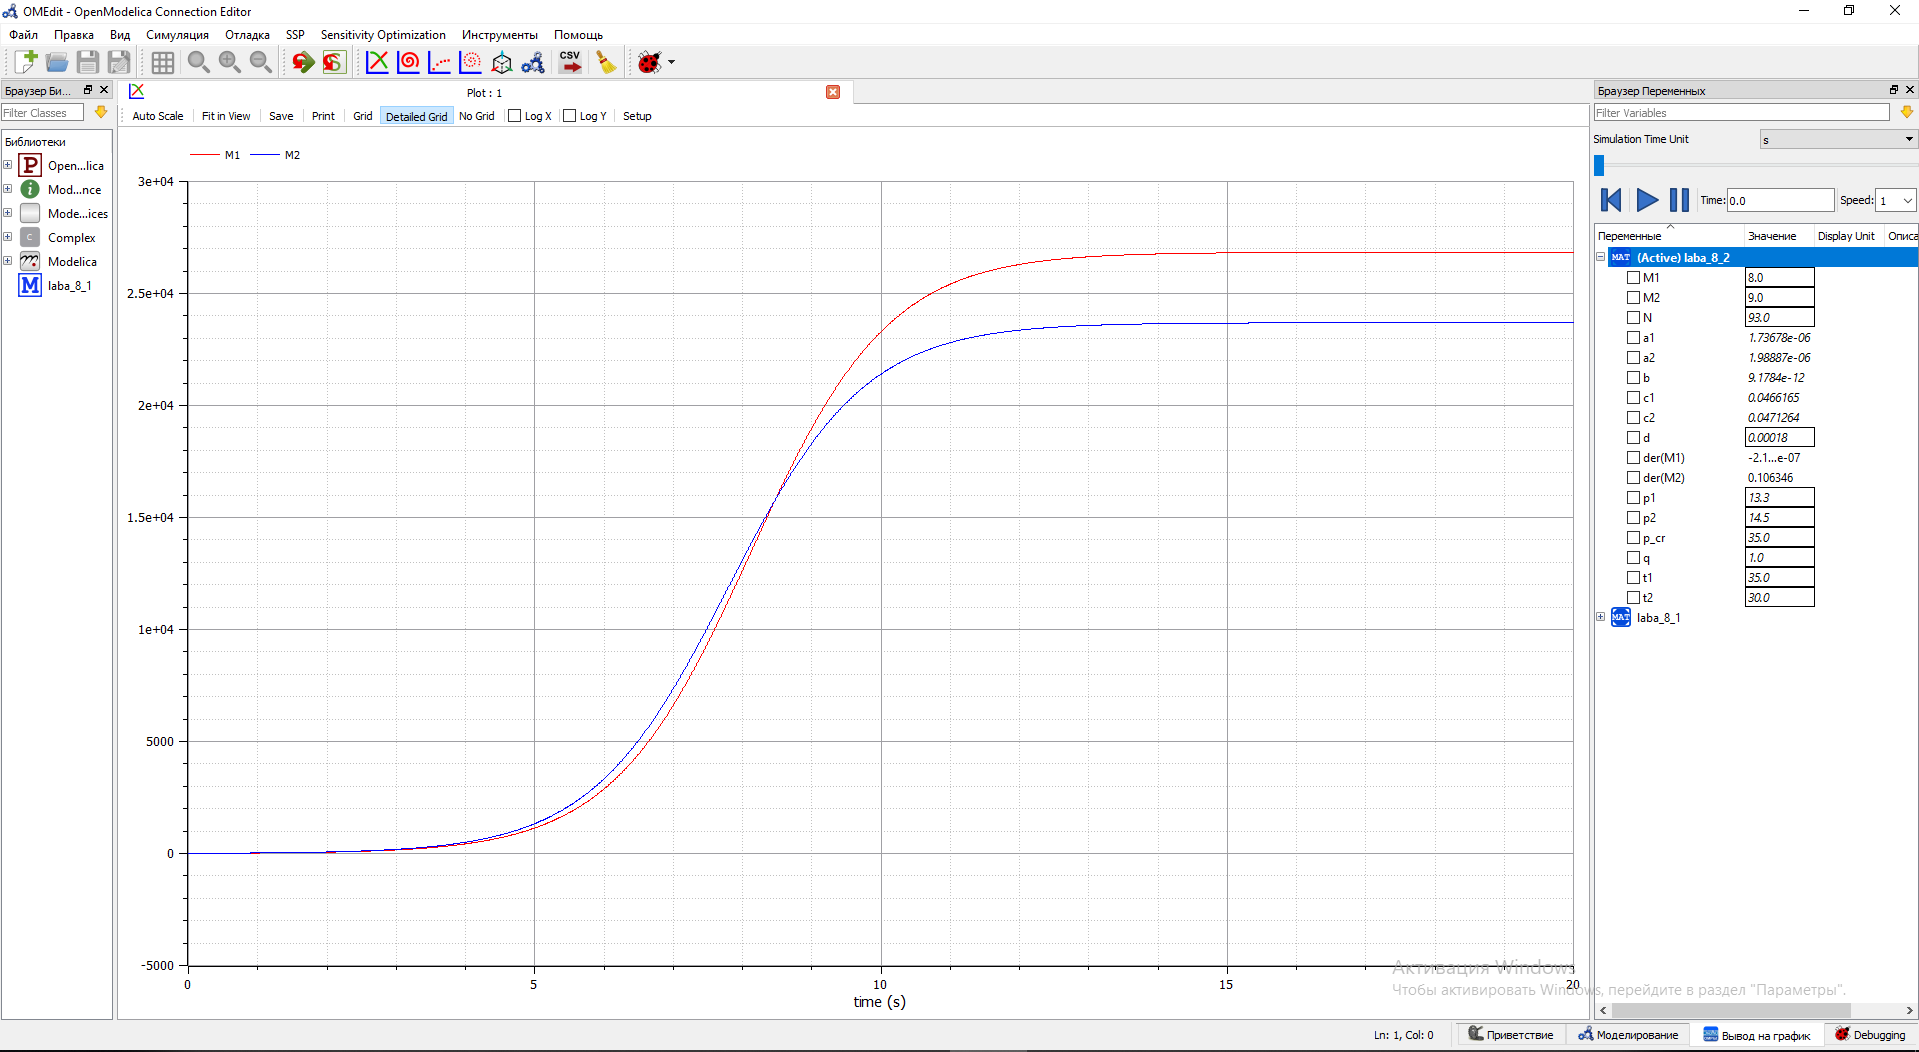 OMEdit - OpenModelica Connection Editor
Файл Правка Вид Симуляция Отладка SSP Sensitivity Optimization Инструменты Помощь
CSV
Браузер Би...
Filter Classes
Библиотеки
P Open...lica
i Mod...nce
Mode...ices
C Complex
Modelica
M laba_8_1
Plot : 1
Auto Scale Fit in View Save Print Grid Detailed Grid No Grid Log X Log Y Setup
M1 M2
3e+04
2.5e+04
2e+04
1.5e+04
1e+04
5000
0
-5000
0 5 10 15 20
time (s)
Браузер Переменных
Filter Variables
Simulation Time Unit s
Time: 0.0 Speed: 1
Переменные Значение Display Unit Описа
MAT (Active) laba_8_2
M1 8.0
M2 9.0
N 93.0
a1 1.73678e-06
a2 1.98887e-06
b 9.1784e-12
c1 0.0466165
c2 0.0471264
d 0.00018
der(M1) -2.1...e-07
der(M2) 0.106346
p1 13.3
p2 14.5
p_cr 35.0
q 1.0
t1 35.0
t2 30.0
MAT laba_8_1
Активация Windows
Чтобы активировать Windows, перейдите в раздел "Параметры".
Ln: 1, Col: 0 Приветствие Моделирование Вывод на график Debugging